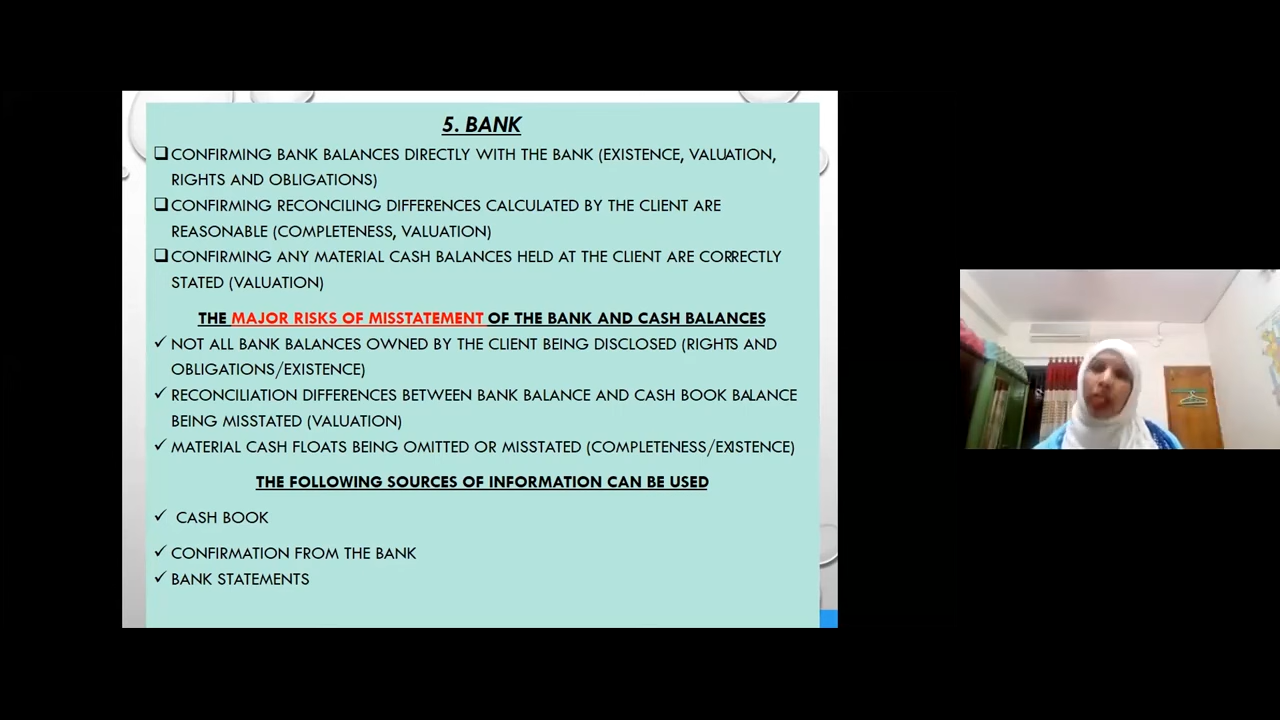 5. BANK
CONFIRMING BANK BALANCES DIRECTLY WITH THE BANK (EXISTENCE, VALUATION,
RIGHTS AND OBLIGATIONS)
CONFIRMING RECONCILING DIFFERENCES CALCULATED BY THE CLIENT ARE
REASONABLE (COMPLETENESS, VALUATION)
CONFIRMING ANY MATERIAL CASH BALANCES HELD AT THE CLIENT ARE CORRECTLY
STATED (VALUATION)
THE MAJOR RISKS OF MISSTATEMENT OF THE BANK AND CASH BALANCES
NOT ALL BANK BALANCES OWNED BY THE CLIENT BEING DISCLOSED (RIGHTS AND
OBLIGATIONS/EXISTENCE)
RECONCILIATION DIFFERENCES BETWEEN BANK BALANCE AND CASH BOOK BALANCE
BEING MISSTATED (VALUATION)
MATERIAL CASH FLOATS BEING OMITTED OR MISSTATED (COMPLETENESS/EXISTENCE)
THE FOLLOWING SOURCES OF INFORMATION CAN BE USED
CASH BOOK
CONFIRMATION FROM THE BANK
BANK STATEMENTS